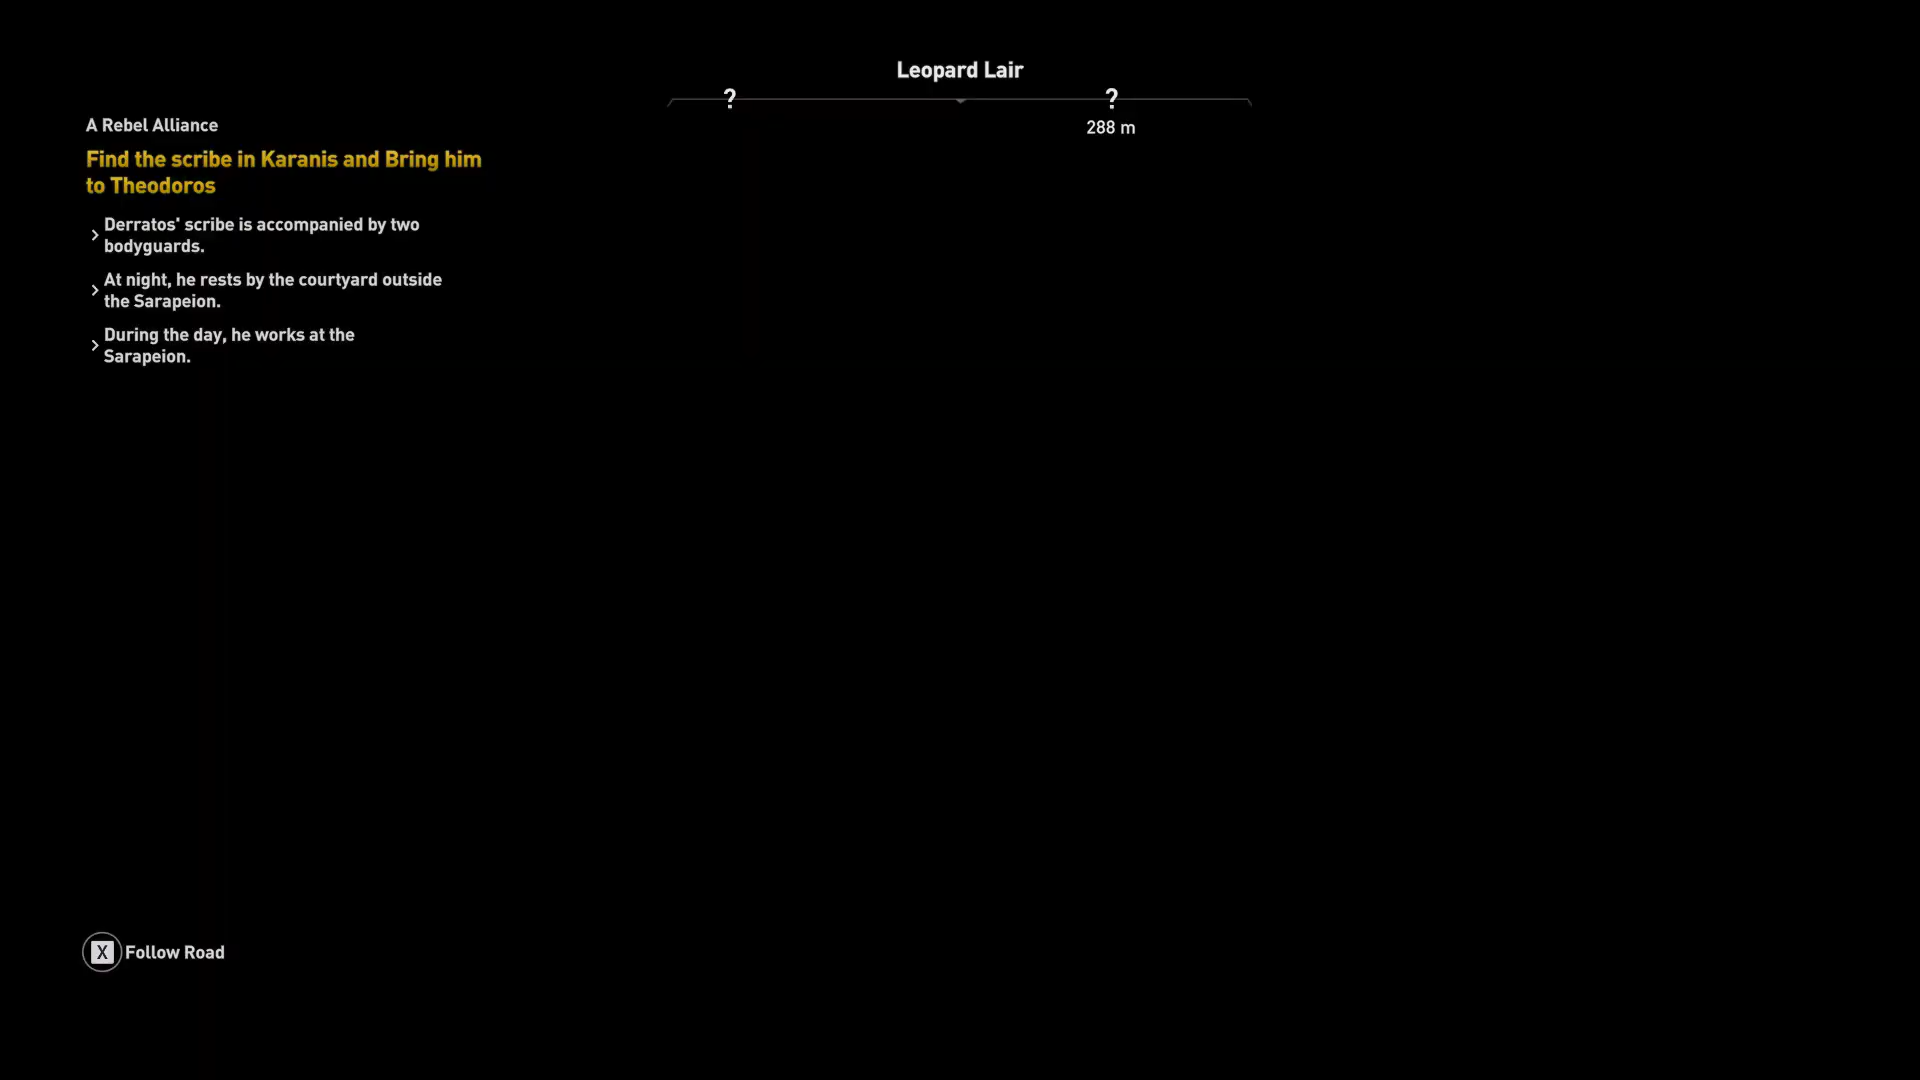 Leopard Lair
? ?
288 m
A Rebel Alliance
Find the scribe in Karanis and Bring him
to Theodoros
Derratos' scribe is accompanied by two
bodyguards.
At night, he rests by the courtyard outside
the Sarapeion.
During the day, he works at the
Sarapeion.
X Follow Road